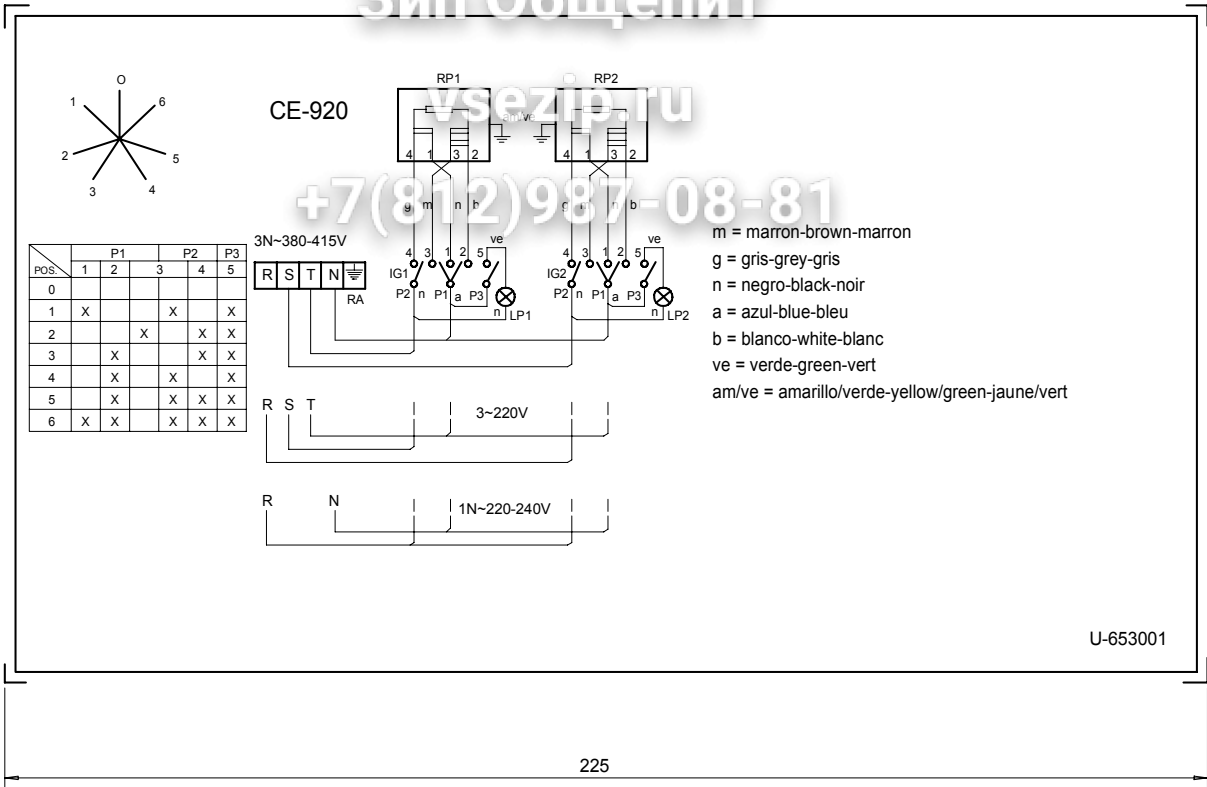 Зип Общепит
vsezip.ru
+7(812)987-08-81
CE-920
O
1
6
2
5
3
4
RP1
RP2
am/ve
4 1 3 2
4 1 3 2
g m n b
g n b
3N~380-415V
R S T N
RA
4 3 1 2 5 ve
IG1
P2 n P1 a P3
n LP1
4 3 1 2 5 ve
IG2
P2 n P1 a P3
n LP2
P1 P2 P3
POS. 1 2 3 4 5
0
1 X X X
2 X X X
3 X X X
4 X X X
5 X X X X
6 X X X X X
R S T
3~220V
R N
1N~220-240V
m = marron-brown-marron
g = gris-grey-gris
n = negro-black-noir
a = azul-blue-bleu
b = blanco-white-blanc
ve = verde-green-vert
am/ve = amarillo/verde-yellow/green-jaune/vert
U-653001
225